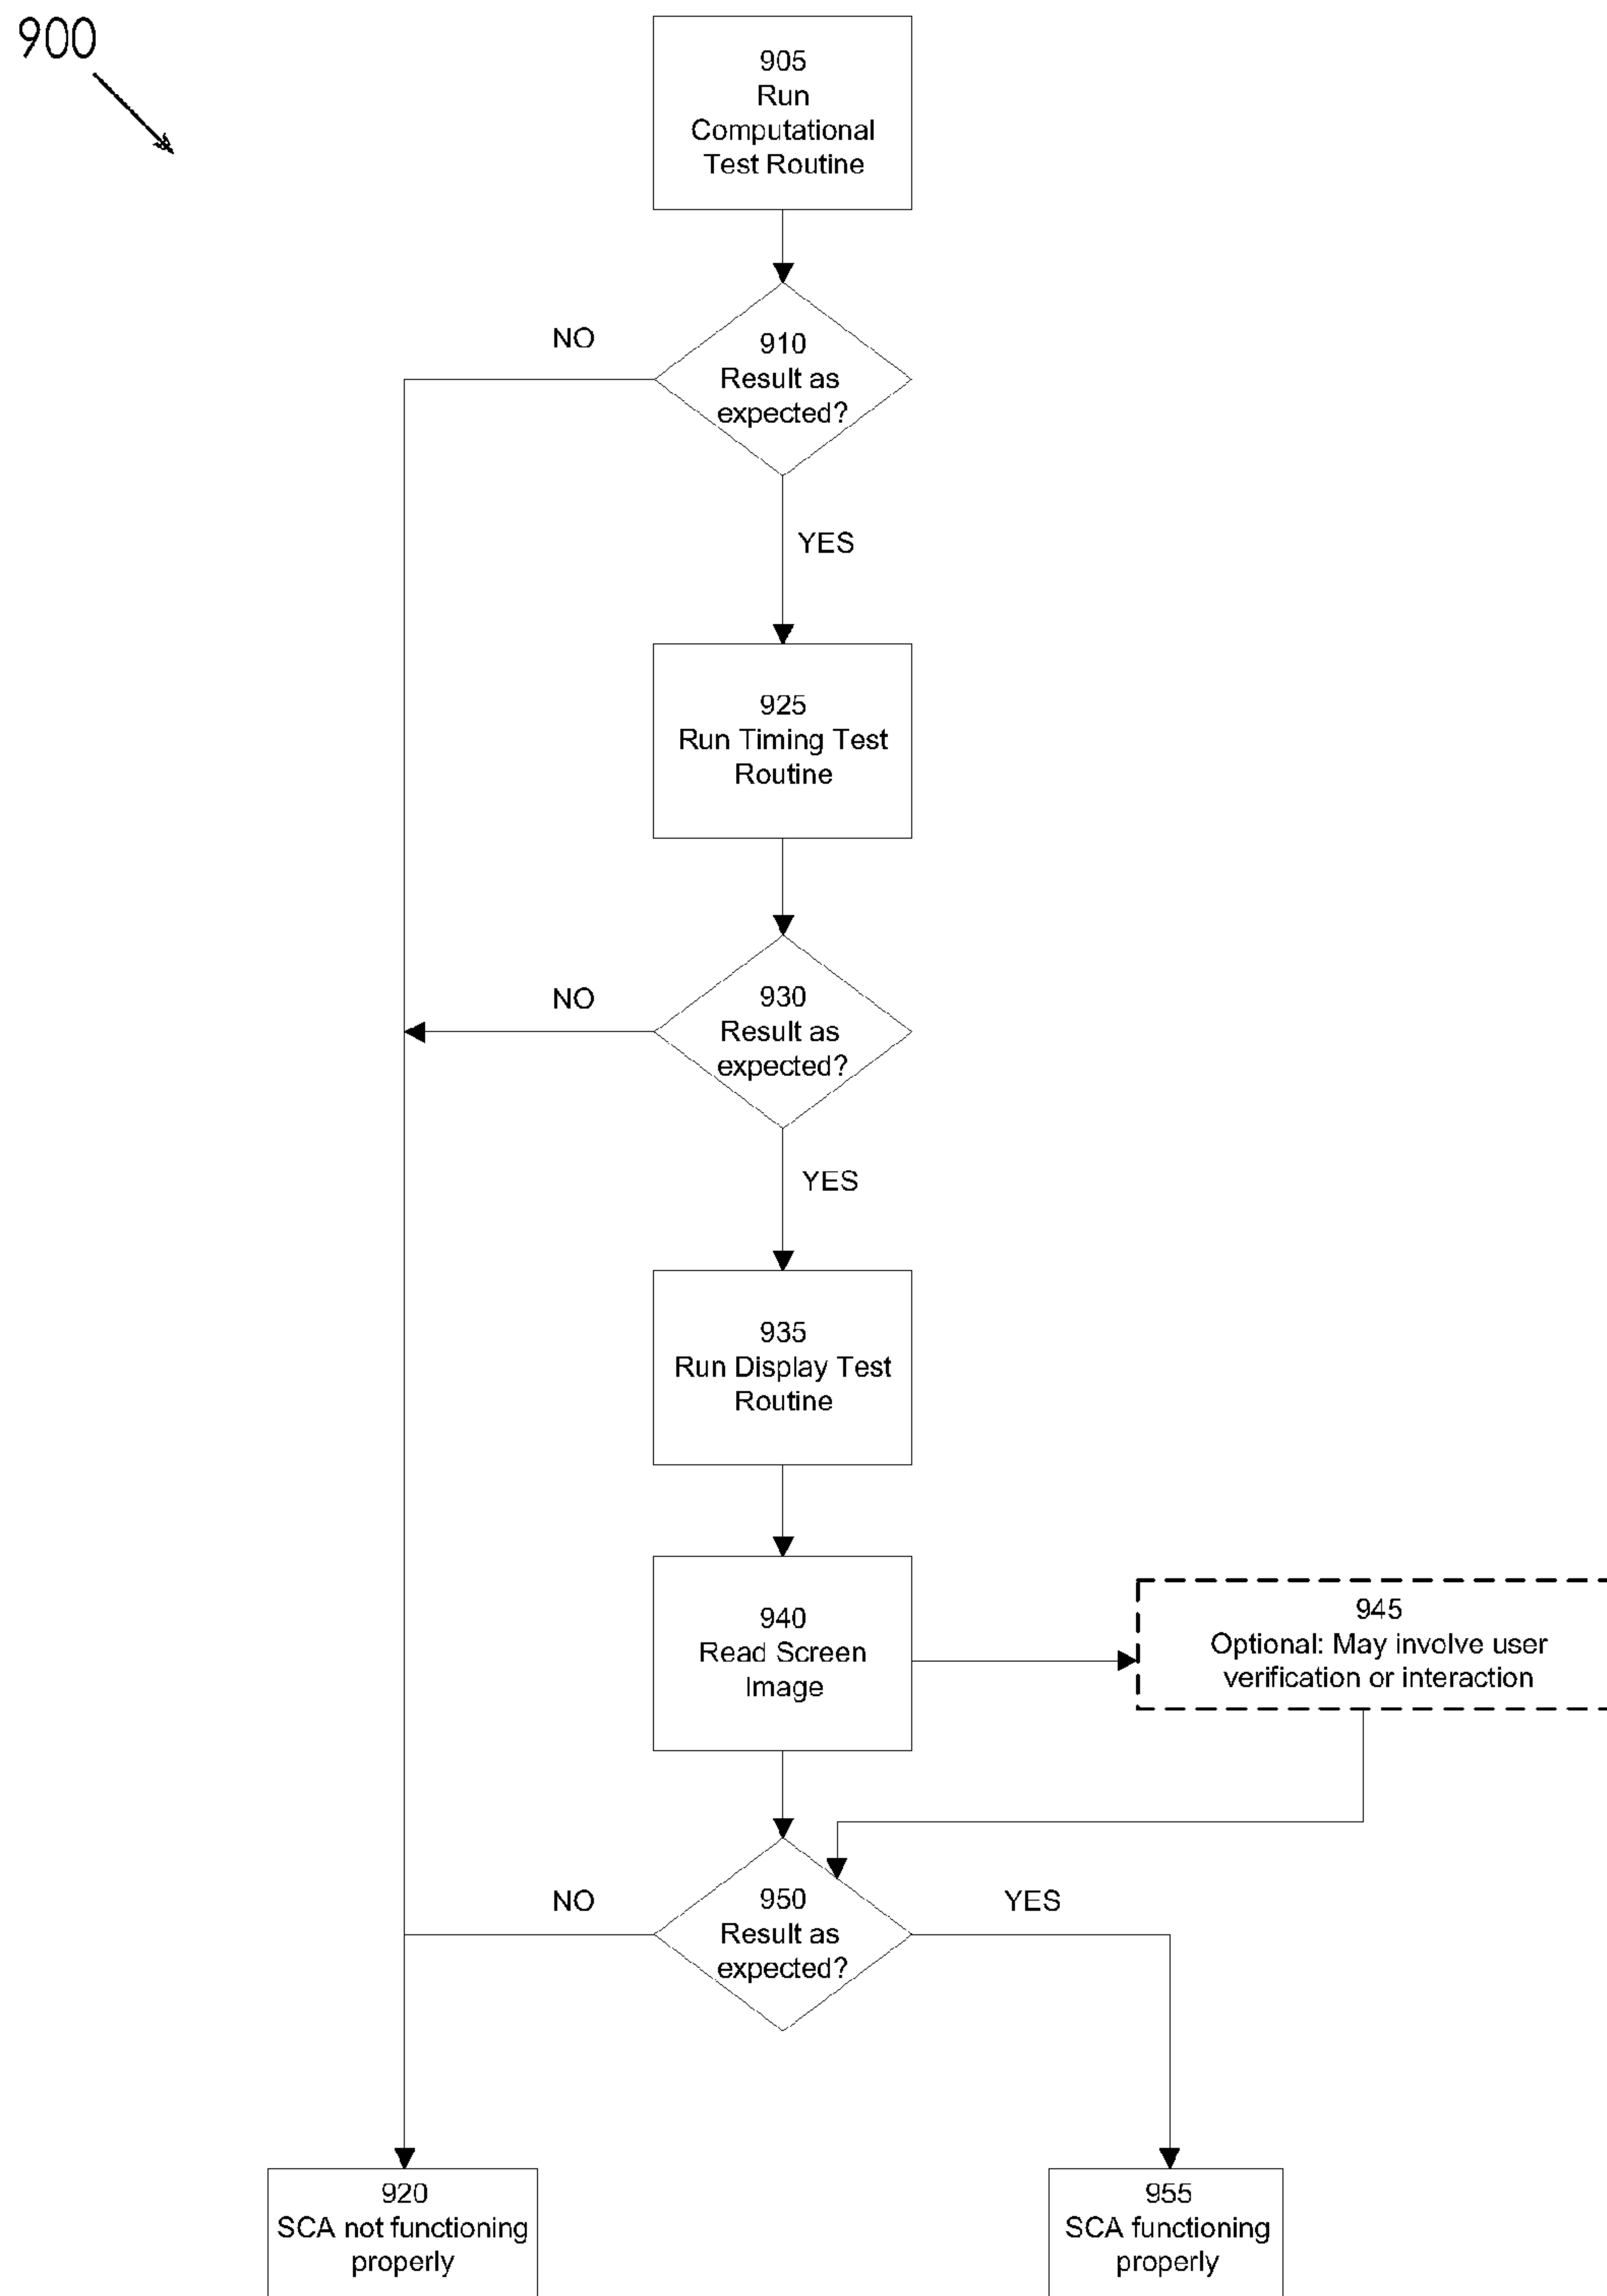 900
905
Run
Computational
Test Routine
NO
910
Result as
expected?
YES
925
Run Timing Test
Routine
NO
930
Result as
expected?
YES
935
Run Display Test
Routine
940
Read Screen
Image
945
Optional: May involve user
verification or interaction
NO
950
Result as
expected?
YES
920
SCA not functioning
properly
955
SCA functioning
properly